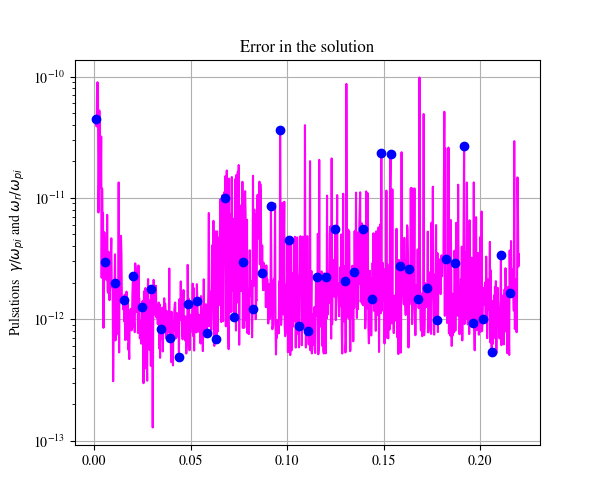 Error in the solution
Pulsations γ/ω_{pi} and ω_r/ω_{pi}
10^{-10}
10^{-11}
10^{-12}
10^{-13}
0.00 0.05 0.10 0.15 0.20